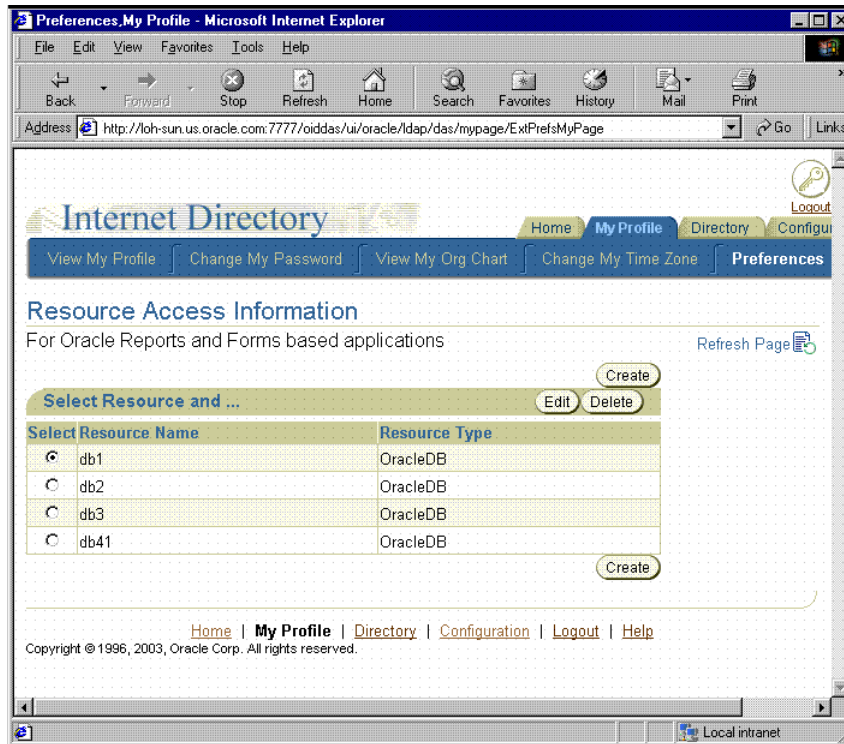 Preferences,My Profile - Microsoft Internet Explorer
File Edit View Favorites Tools Help
Back Forward Stop Refresh Home Search Favorites History Mail Print
Address http://loh-sun.us.oracle.com:7777/oiddas/ui/oracle/ldap/das/mypage/ExtPrefsMyPage Go Links
Logout
Internet Directory
Home My Profile Directory Configur
View My Profile Change My Password View My Org Chart Change My Time Zone Preferences
Resource Access Information
For Oracle Reports and Forms based applications
Refresh Page
Create
Select Resource and ... Edit Delete
Select Resource Name Resource Type
db1 OracleDB
db2 OracleDB
db3 OracleDB
db41 OracleDB
Create
Home | My Profile | Directory | Configuration | Logout | Help
Copyright © 1996, 2003, Oracle Corp. All rights reserved.
Local intranet